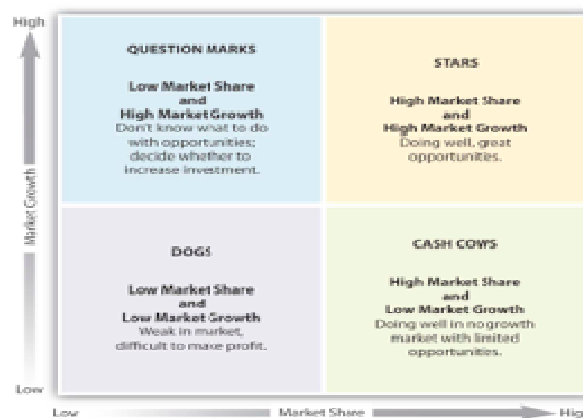 High
QUESTION MARKS
Low Market Share
and
High Market Growth
Don't know what to do
with opportunities;
decide whether to
increase investment.
STARS
High Market Share
and
High Market Growth
Doing well, great
opportunities.
Market Growth
DOGS
Low Market Share
and
Low Market Growth
Weak in market,
difficult to make profit.
CASH COWS
High Market Share
and
Low Market Growth
Doing well in no growth
market with limited
opportunities.
Low
Low
Market Share
High